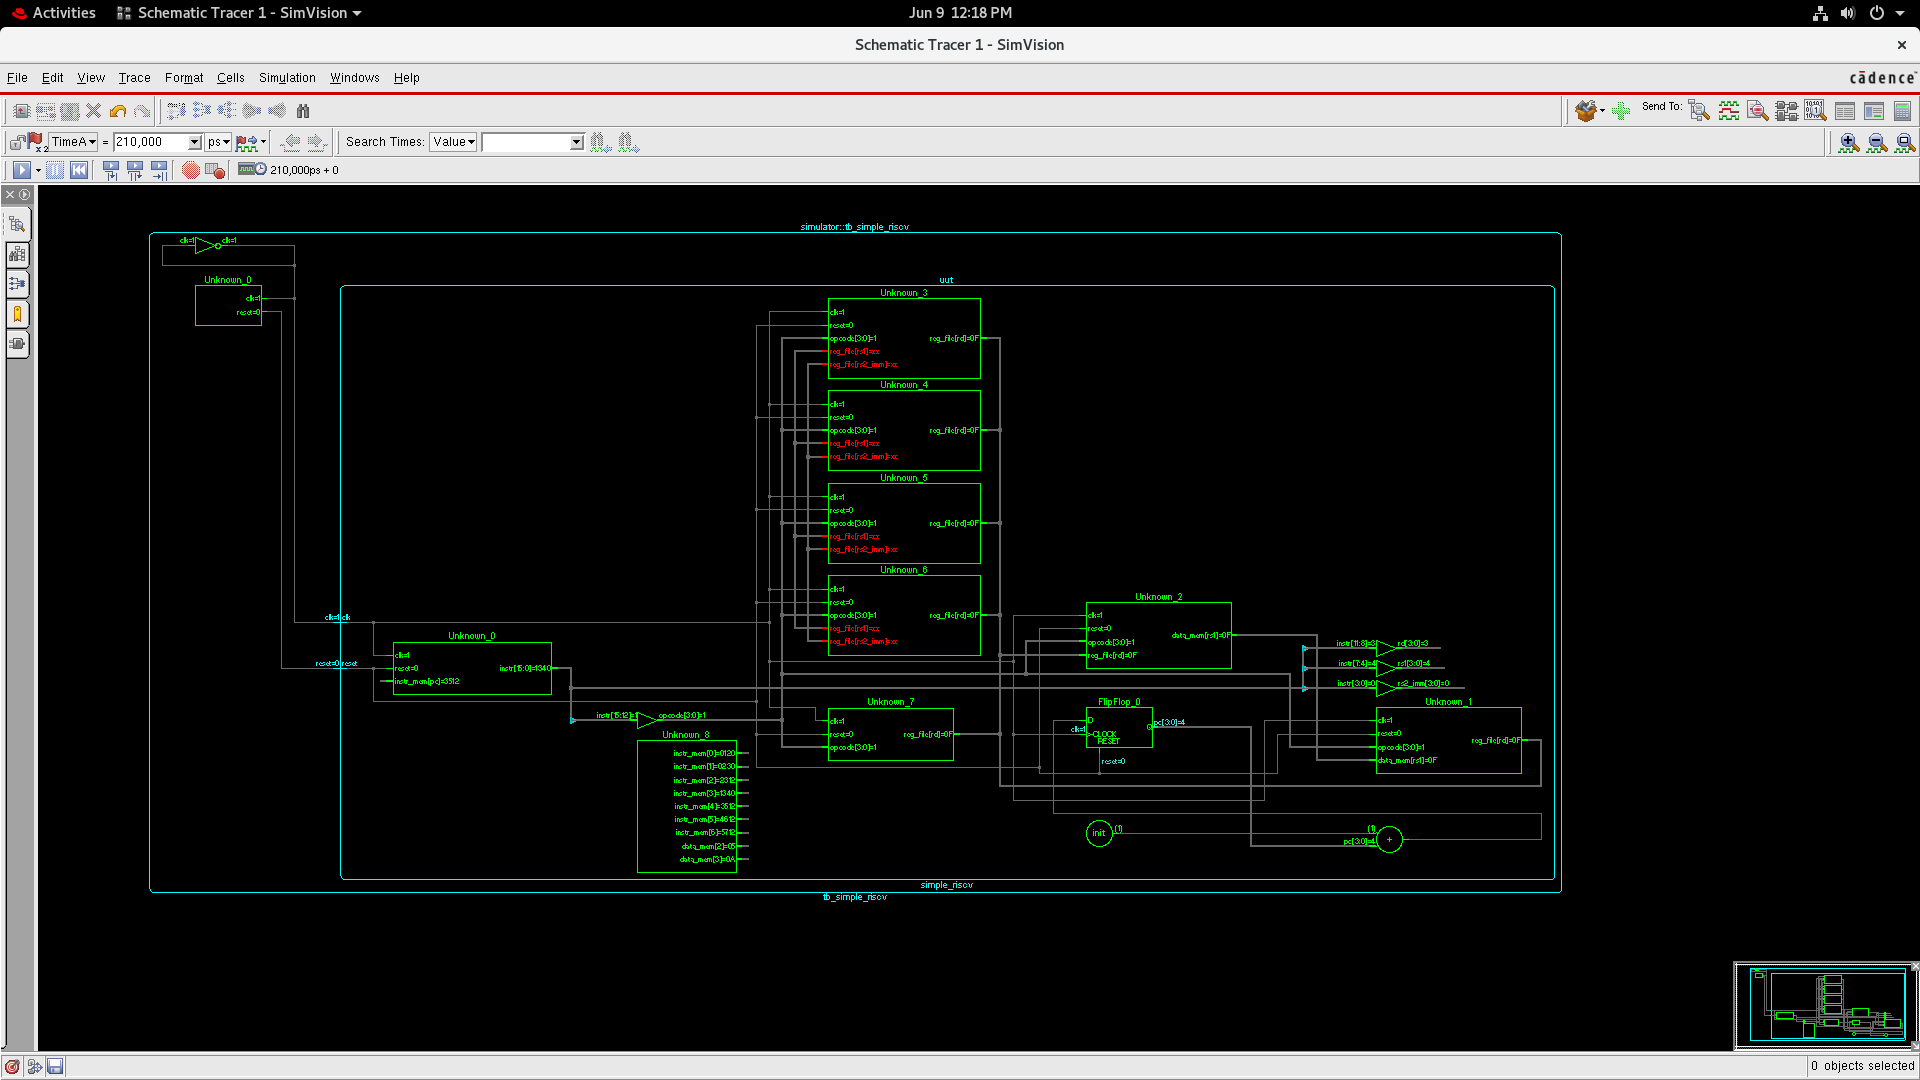 Activities
Schematic Tracer 1 - SimVision
Jun 9 12:18 PM
Schematic Tracer 1 - SimVision
File Edit View Trace Format Cells Simulation Windows Help
cādence
Send To:
TimeA = 210,000 ps
Search Times: Value
210,000ps + 0
simulator::tb_simple_riscv
clk=1 clk=1
Unknown_0
clk=1
reset=0
uut
Unknown_3
clk=1
reset=0
opcode[3:0]=1 reg_file[rd]=0F
reg_file[rs1]=xx
reg_file[rs2_imm]=xx
Unknown_4
clk=1
reset=0
opcode[3:0]=1 reg_file[rd]=0F
reg_file[rs1]=xx
reg_file[rs2_imm]=xx
Unknown_5
clk=1
reset=0
opcode[3:0]=1 reg_file[rd]=0F
reg_file[rs1]=xx
reg_file[rs2_imm]=xx
Unknown_6
clk=1
reset=0
opcode[3:0]=1 reg_file[rd]=0F
reg_file[rs1]=xx
reg_file[rs2_imm]=xx
clk=1 clk
reset=0 reset
Unknown_0
clk=1
reset=0 instr[15:0]=1340
instr_mem[pc]=3512
instr[15:12]=1 opcode[3:0]=1
Unknown_8
instr_mem[0]=0120
instr_mem[1]=0230
instr_mem[2]=2312
instr_mem[3]=1340
instr_mem[4]=3512
instr_mem[5]=4612
instr_mem[6]=5712
data_mem[2]=05
data_mem[3]=0A
Unknown_7
clk=1
reset=0 reg_file[rd]=0F
opcode[3:0]=1
Unknown_2
clk=1
reset=0
data_mem[rs1]=0F
opcode[3:0]=1
reg_file[rd]=0F
FlipFlop_0
D
clk=1 >CLOCK Q pc[3:0]=4
RESET
reset=0
instr[11:8]=3 rd[3:0]=3
instr[7:4]=4 rs1[3:0]=4
instr[3:0]=0 rs2_imm[3:0]=0
Unknown_1
clk=1
reset=0
reg_file[rd]=0F
opcode[3:0]=1
data_mem[rs1]=0F
init (1)
(1)
pc[3:0]=4 +
simple_riscv
tb_simple_riscv
0 objects selected